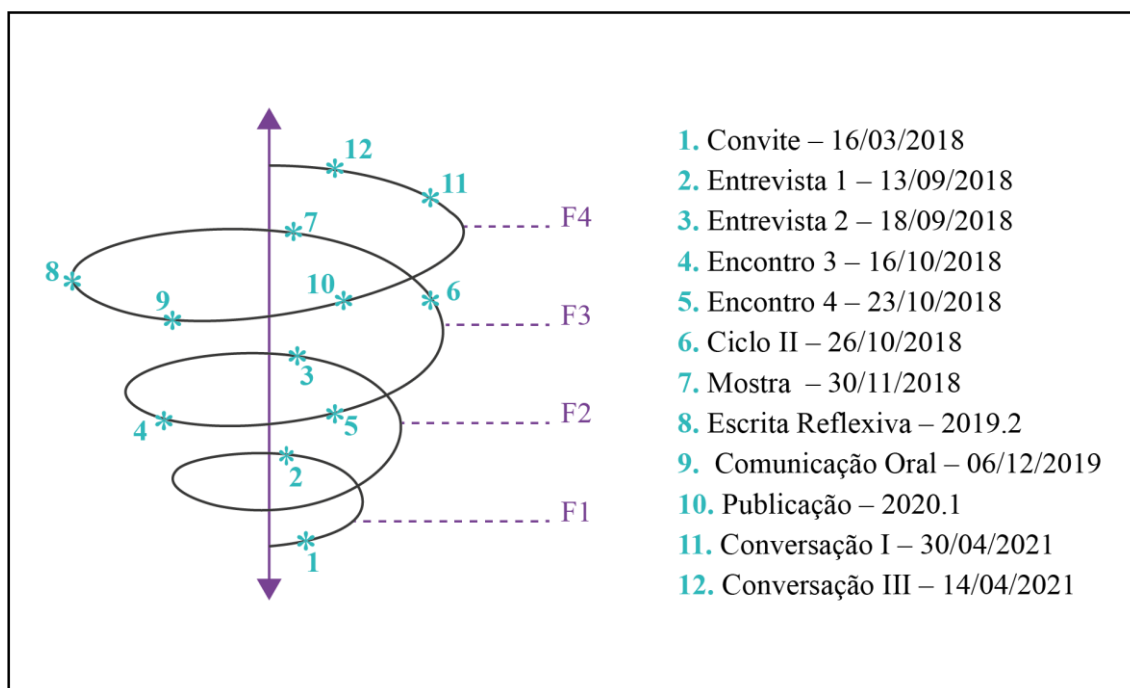 12
11
7
F4
8
10
6
9
F3
3
4
5
F2
2
F1
1
1. Convite – 16/03/2018
2. Entrevista 1 – 13/09/2018
3. Entrevista 2 – 18/09/2018
4. Encontro 3 – 16/10/2018
5. Encontro 4 – 23/10/2018
6. Ciclo II – 26/10/2018
7. Mostra – 30/11/2018
8. Escrita Reflexiva – 2019.2
9. Comunicação Oral – 06/12/2019
10. Publicação – 2020.1
11. Conversação I – 30/04/2021
12. Conversação III – 14/04/2021